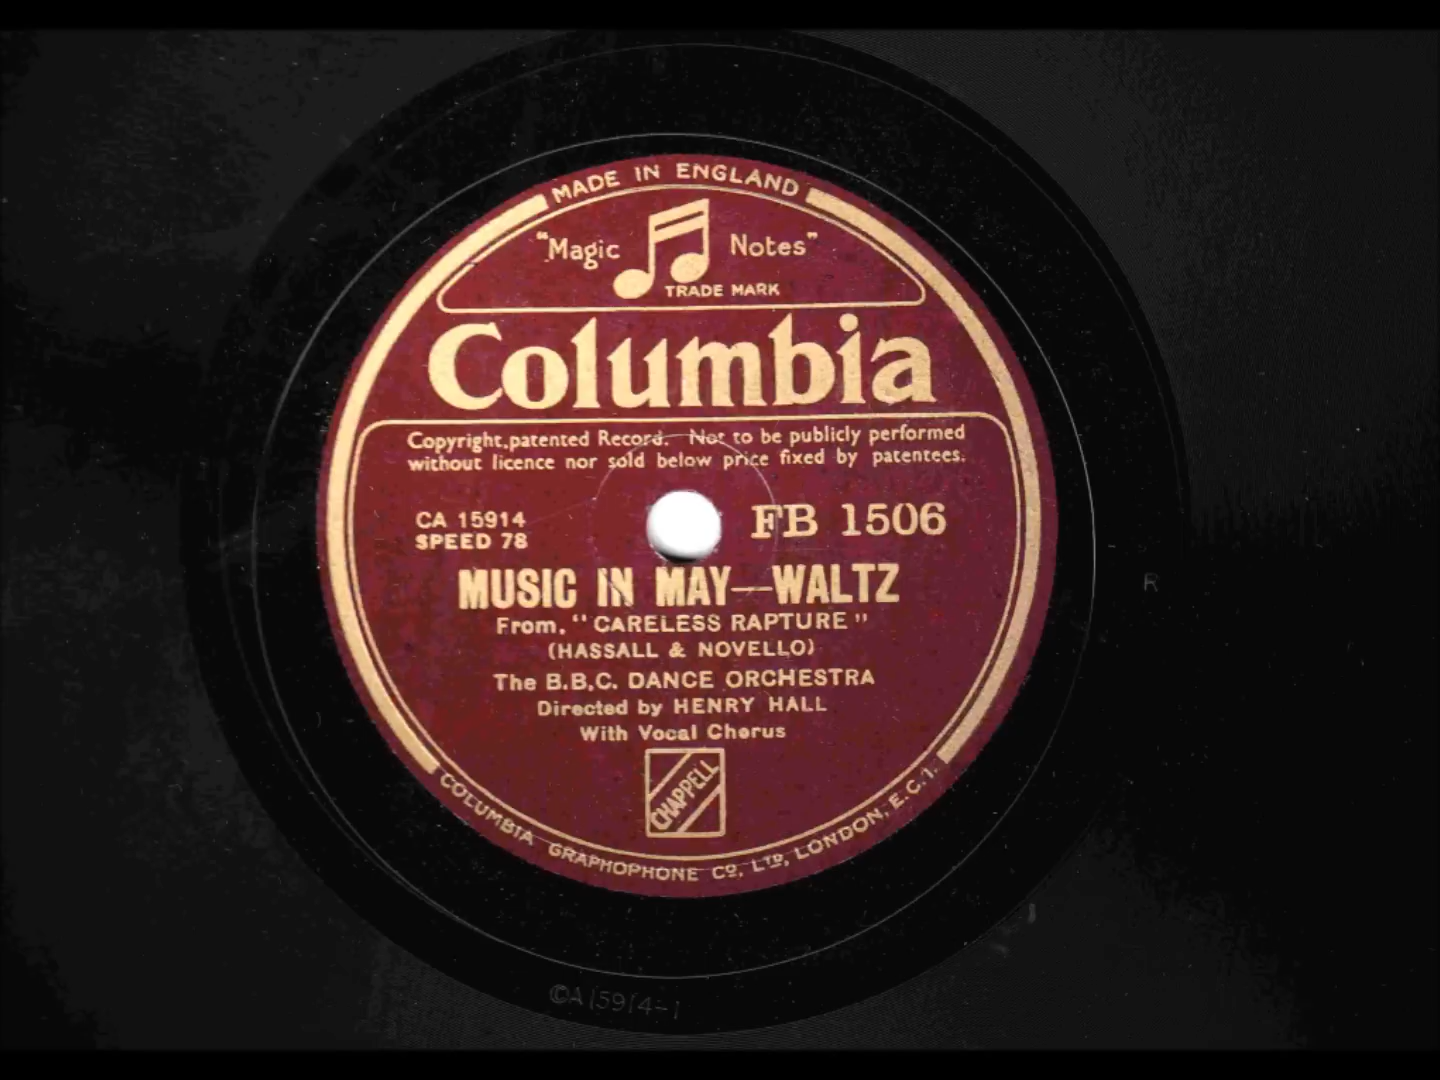 MADE IN ENGLAND
"Magic Notes"
TRADE MARK
Columbia
Copyright, patented Record. Not to be publicly performed
without licence nor sold below price fixed by patentees.
CA 15914
SPEED 78
FB 1506
MUSIC IN MAY—WALTZ
From, "CARELESS RAPTURE"
(HASSALL & NOVELLO)
The B.B.C. DANCE ORCHESTRA
Directed by HENRY HALL
With Vocal Chorus
CHAPPELL
COLUMBIA GRAPHOPHONE Co. LTD, LONDON, E.C.1.
R
CA15914-1